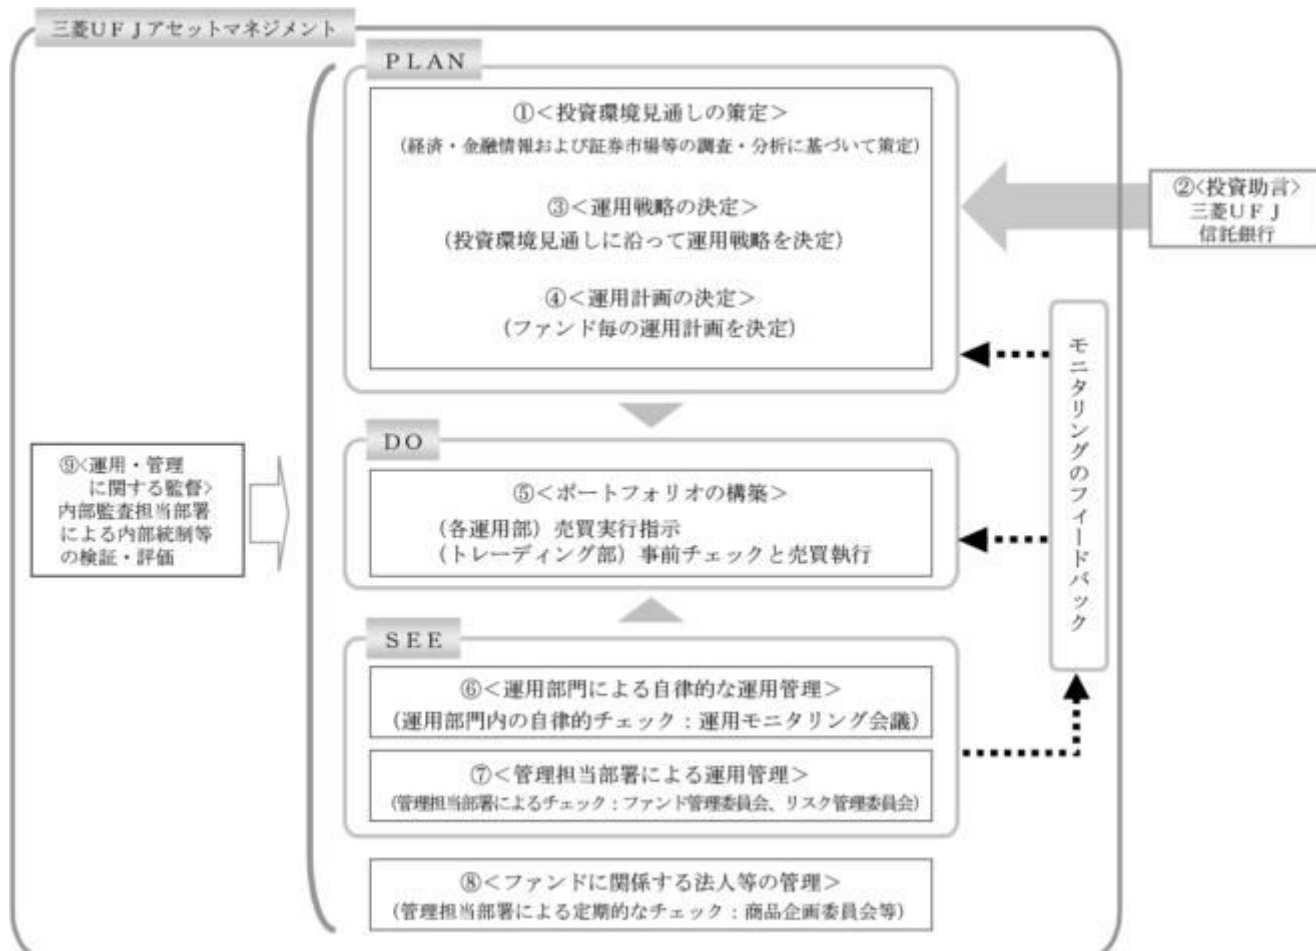 三菱ＵＦＪアセットマネジメント
ＰＬＡＮ
①＜投資環境見通しの策定＞
（経済・金融情報および証券市場等の調査・分析に基づいて策定）
②＜投資助言＞
三菱ＵＦＪ
信託銀行
③＜運用戦略の決定＞
（投資環境見通しに沿って運用戦略を決定）
④＜運用計画の決定＞
（ファンド毎の運用計画を決定）
モニタリングのフィードバック
ＤＯ
⑤＜ポートフォリオの構築＞
（各運用部）売買実行指示
（トレーディング部）事前チェックと売買執行
⑨＜運用・管理
に関する監督＞
内部監査担当部署
による内部統制等
の検証・評価
ＳＥＥ
⑥＜運用部門による自律的な運用管理＞
（運用部門内の自律的チェック：運用モニタリング会議）
⑦＜管理担当部署による運用管理＞
（管理担当部署によるチェック：ファンド管理委員会、リスク管理委員会）
⑧＜ファンドに関係する法人等の管理＞
（管理担当部署による定期的なチェック：商品企画委員会等）